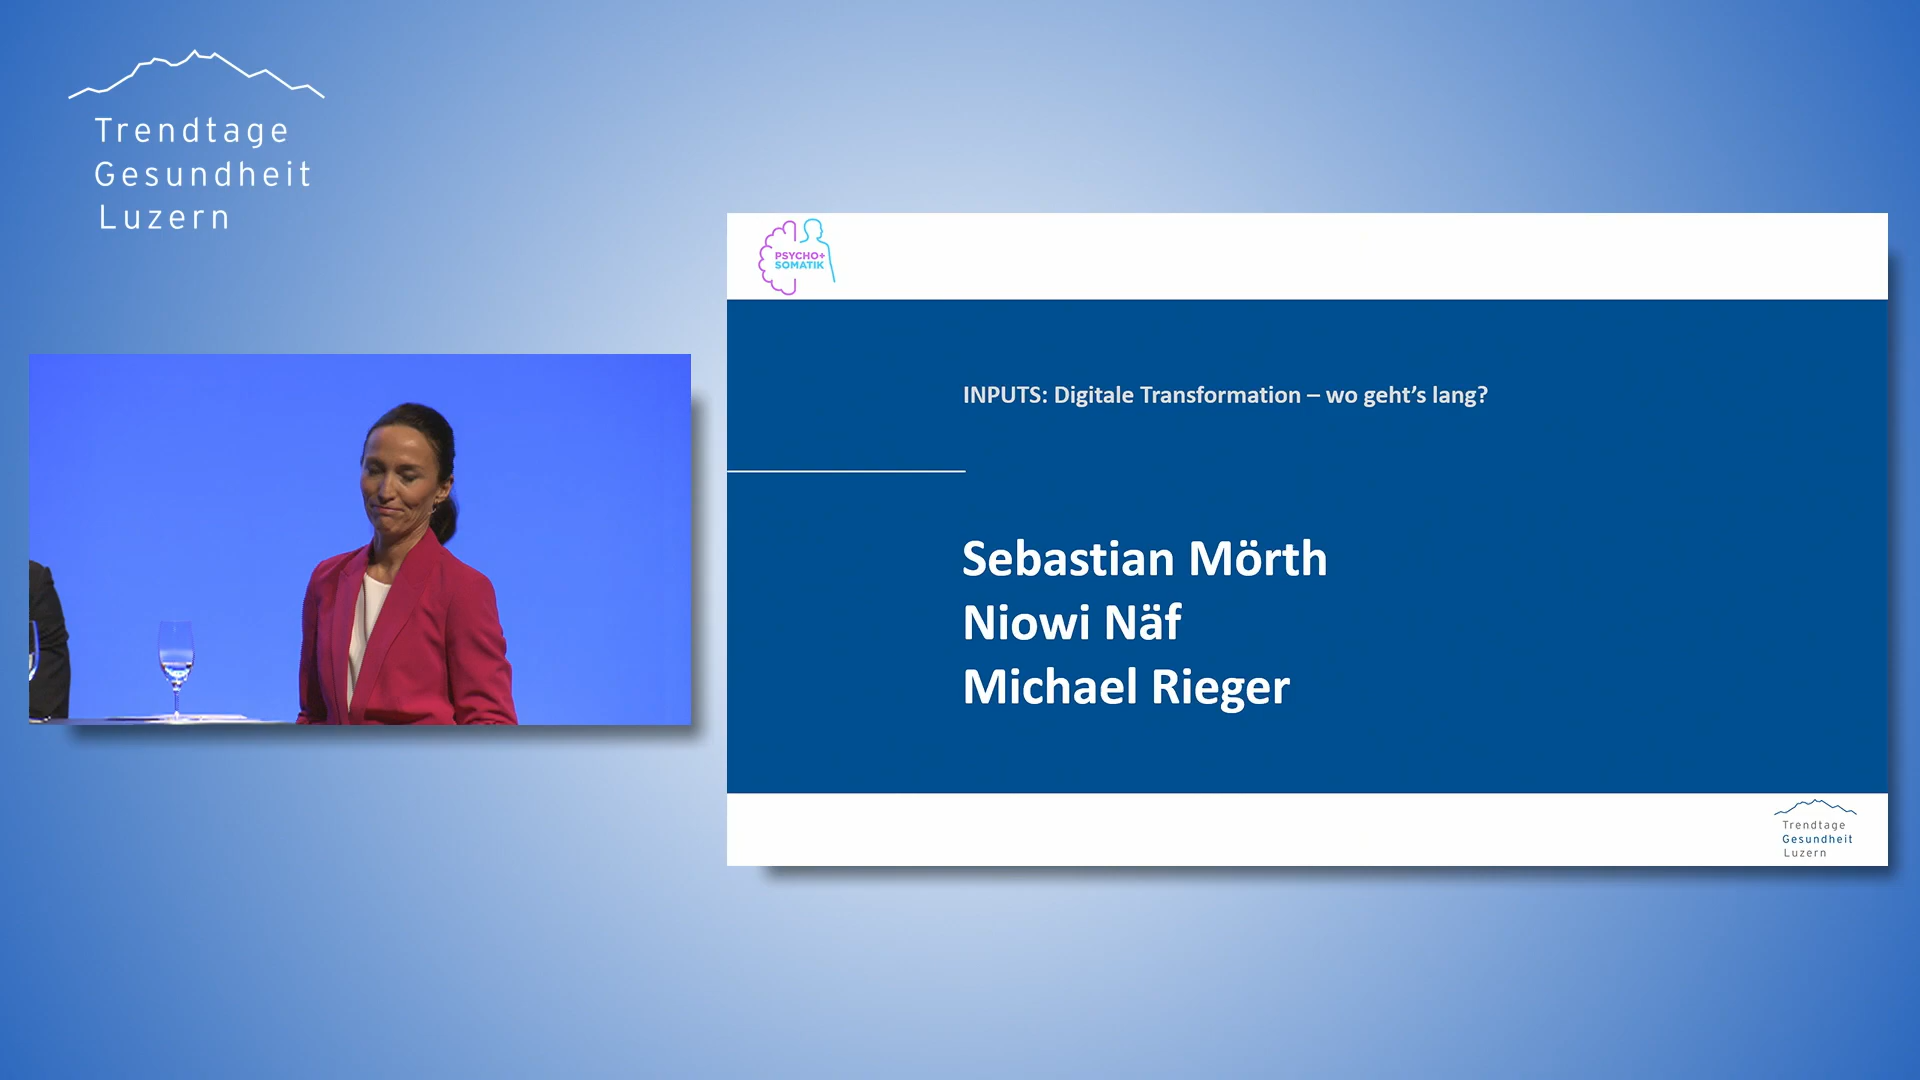 Trendtage
Gesundheit
Luzern
PSYCHO+
SOMATIK
INPUTS: Digitale Transformation – wo geht’s lang?
Sebastian Mörth
Niowi Näf
Michael Rieger
Trendtage
Gesundheit
Luzern